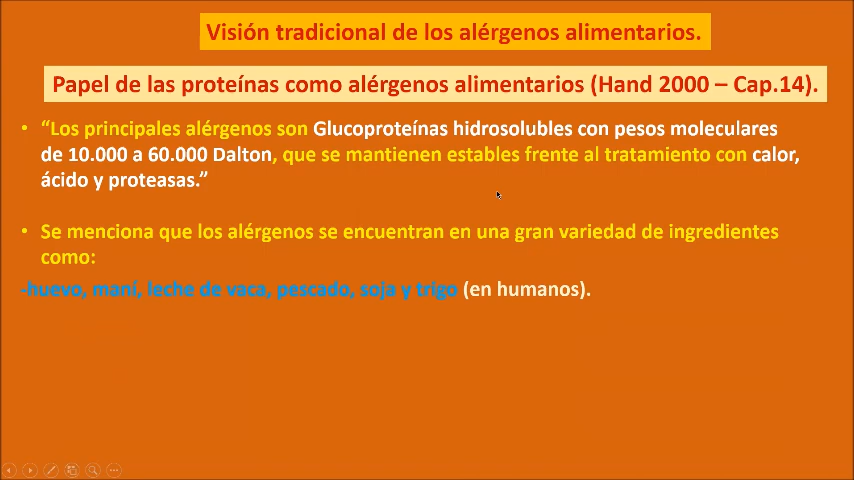 Visión tradicional de los alérgenos alimentarios.
Papel de las proteínas como alérgenos alimentarios (Hand 2000 – Cap.14).
• “Los principales alérgenos son Glucoproteínas hidrosolubles con pesos moleculares
de 10.000 a 60.000 Dalton, que se mantienen estables frente al tratamiento con calor,
ácido y proteasas.”
• Se menciona que los alérgenos se encuentran en una gran variedad de ingredientes
como:
-huevo, maní, leche de vaca, pescado, soja y trigo (en humanos).